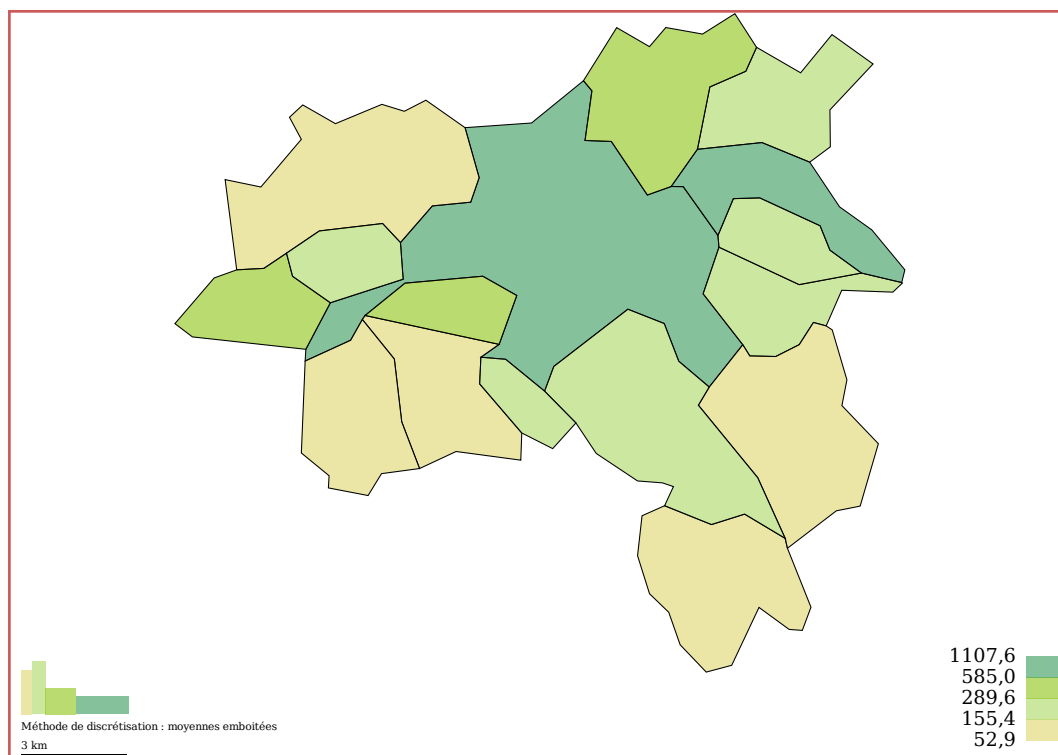 1107,6
585,0
289,6
155,4
52,9
Méthode de discrétisation : moyennes emboitées
3 km